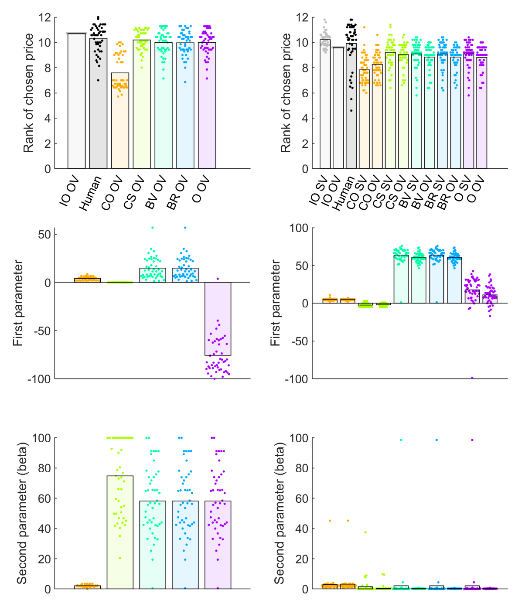 12
10
8
6
4
2
0
Rank of chosen price
IO OV
Human
CO OV
CS OV
BV OV
BR OV
O OV
12
10
8
6
4
2
0
Rank of chosen price
IO SV
IO OV
Human
CO SV
CO OV
CS SV
CS OV
BV SV
BV OV
BR SV
BR OV
O SV
O OV
50
0
-50
-100
First parameter
100
50
0
-50
-100
First parameter
100
80
60
40
20
0
Second parameter (beta)
100
80
60
40
20
0
Second parameter (beta)